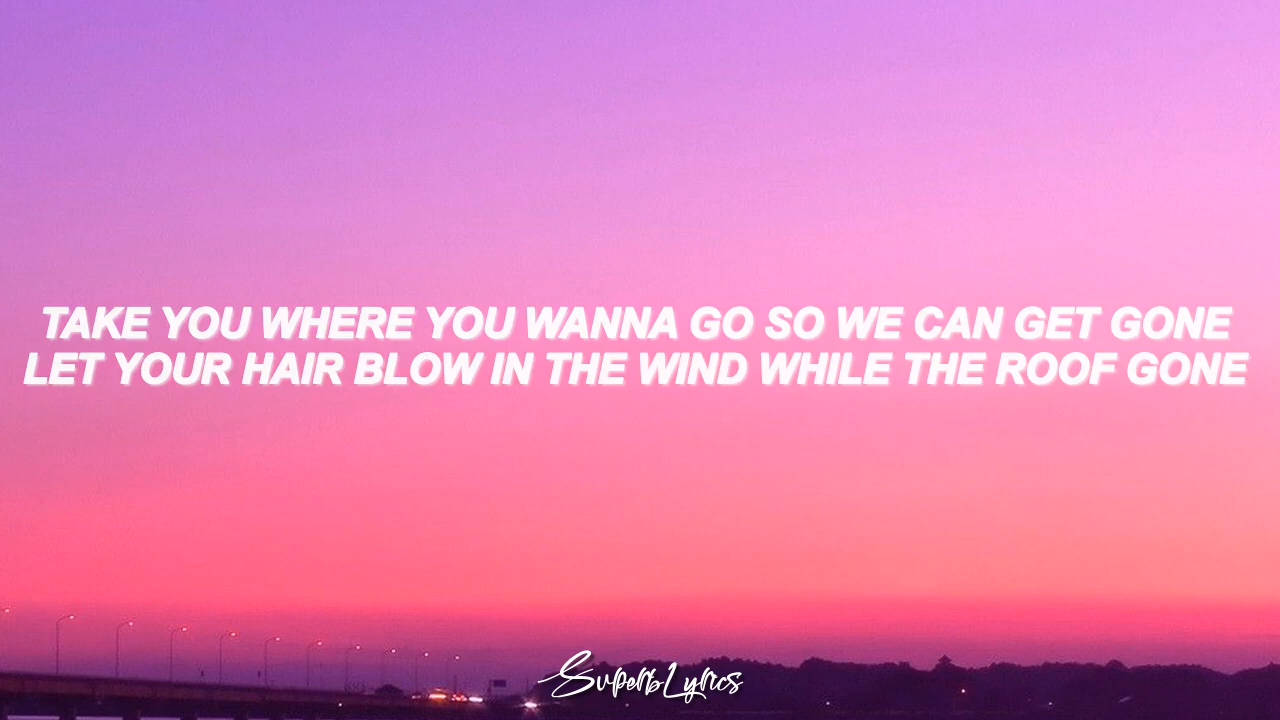 TAKE YOU WHERE YOU WANNA GO SO WE CAN GET GONE
LET YOUR HAIR BLOW IN THE WIND WHILE THE ROOF GONE
SuperbLyrics